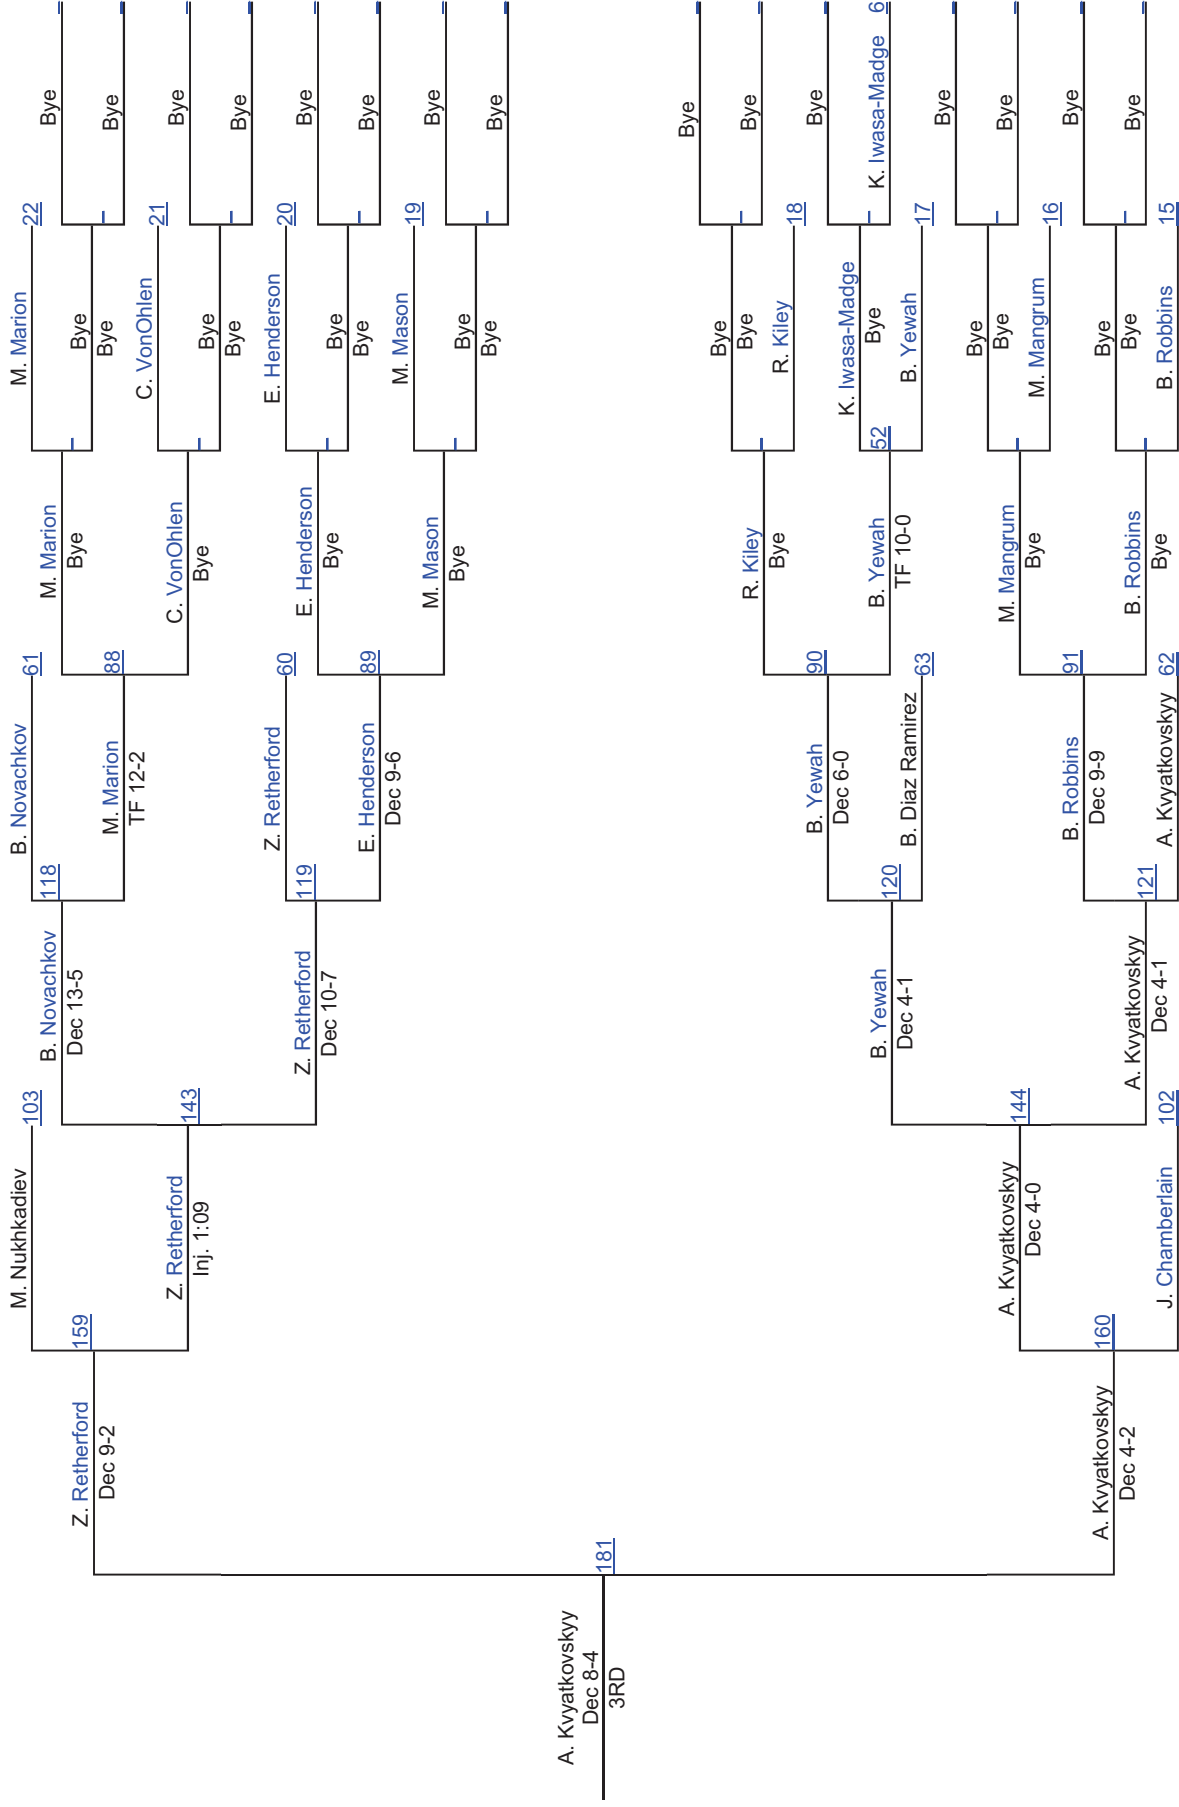 A. Kvyatkovskyy
Dec 8-4
3RD
181
Z. Retherford
Dec 9-2
A. Kvyatkovskyy
Dec 4-2
159
160
M. Nukhkadiev
Z. Retherford
Inj. 1:09
A. Kvyatkovskyy
Dec 4-0
J. Chamberlain
103
143
144
102
B. Novachkov
Dec 13-5
Z. Retherford
Dec 10-7
B. Yewah
Dec 4-1
A. Kvyatkovskyy
Dec 4-1
118
119
120
121
B. Novachkov
M. Marion
TF 12-2
Z. Retherford
E. Henderson
Dec 9-6
B. Yewah
Dec 6-0
B. Diaz Ramirez
B. Robbins
Dec 9-9
A. Kvyatkovskyy
61
88
60
89
90
63
91
62
M. Marion
Bye
C. VonOhlen
Bye
E. Henderson
Bye
M. Mason
Bye
R. Kiley
Bye
B. Yewah
TF 10-0
M. Mangrum
Bye
B. Robbins
Bye
52
M. Marion
Bye
Bye
C. VonOhlen
Bye
Bye
E. Henderson
Bye
Bye
M. Mason
Bye
Bye
Bye
Bye
R. Kiley
K. Iwasa-Madge
Bye
B. Yewah
Bye
Bye
M. Mangrum
Bye
Bye
B. Robbins
22
21
20
19
18
17
16
15
Bye
Bye
Bye
Bye
Bye
Bye
Bye
Bye
Bye
Bye
Bye
K. Iwasa-Madge
Bye
Bye
Bye
Bye
6